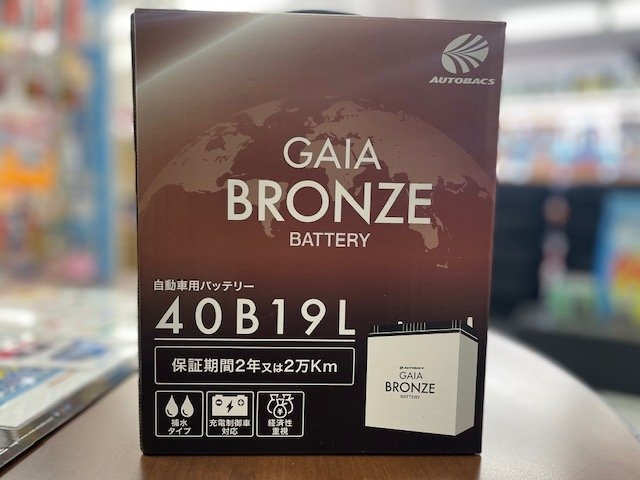 AUTOBACS
GAIA
BRONZE
BATTERY
自動車用バッテリー
40B19L
保証期間2年又は2万Km
AUTOBACS
GAIA
BRONZE
BATTERY
補水
タイプ
充電制御車
対応
経済性
重視